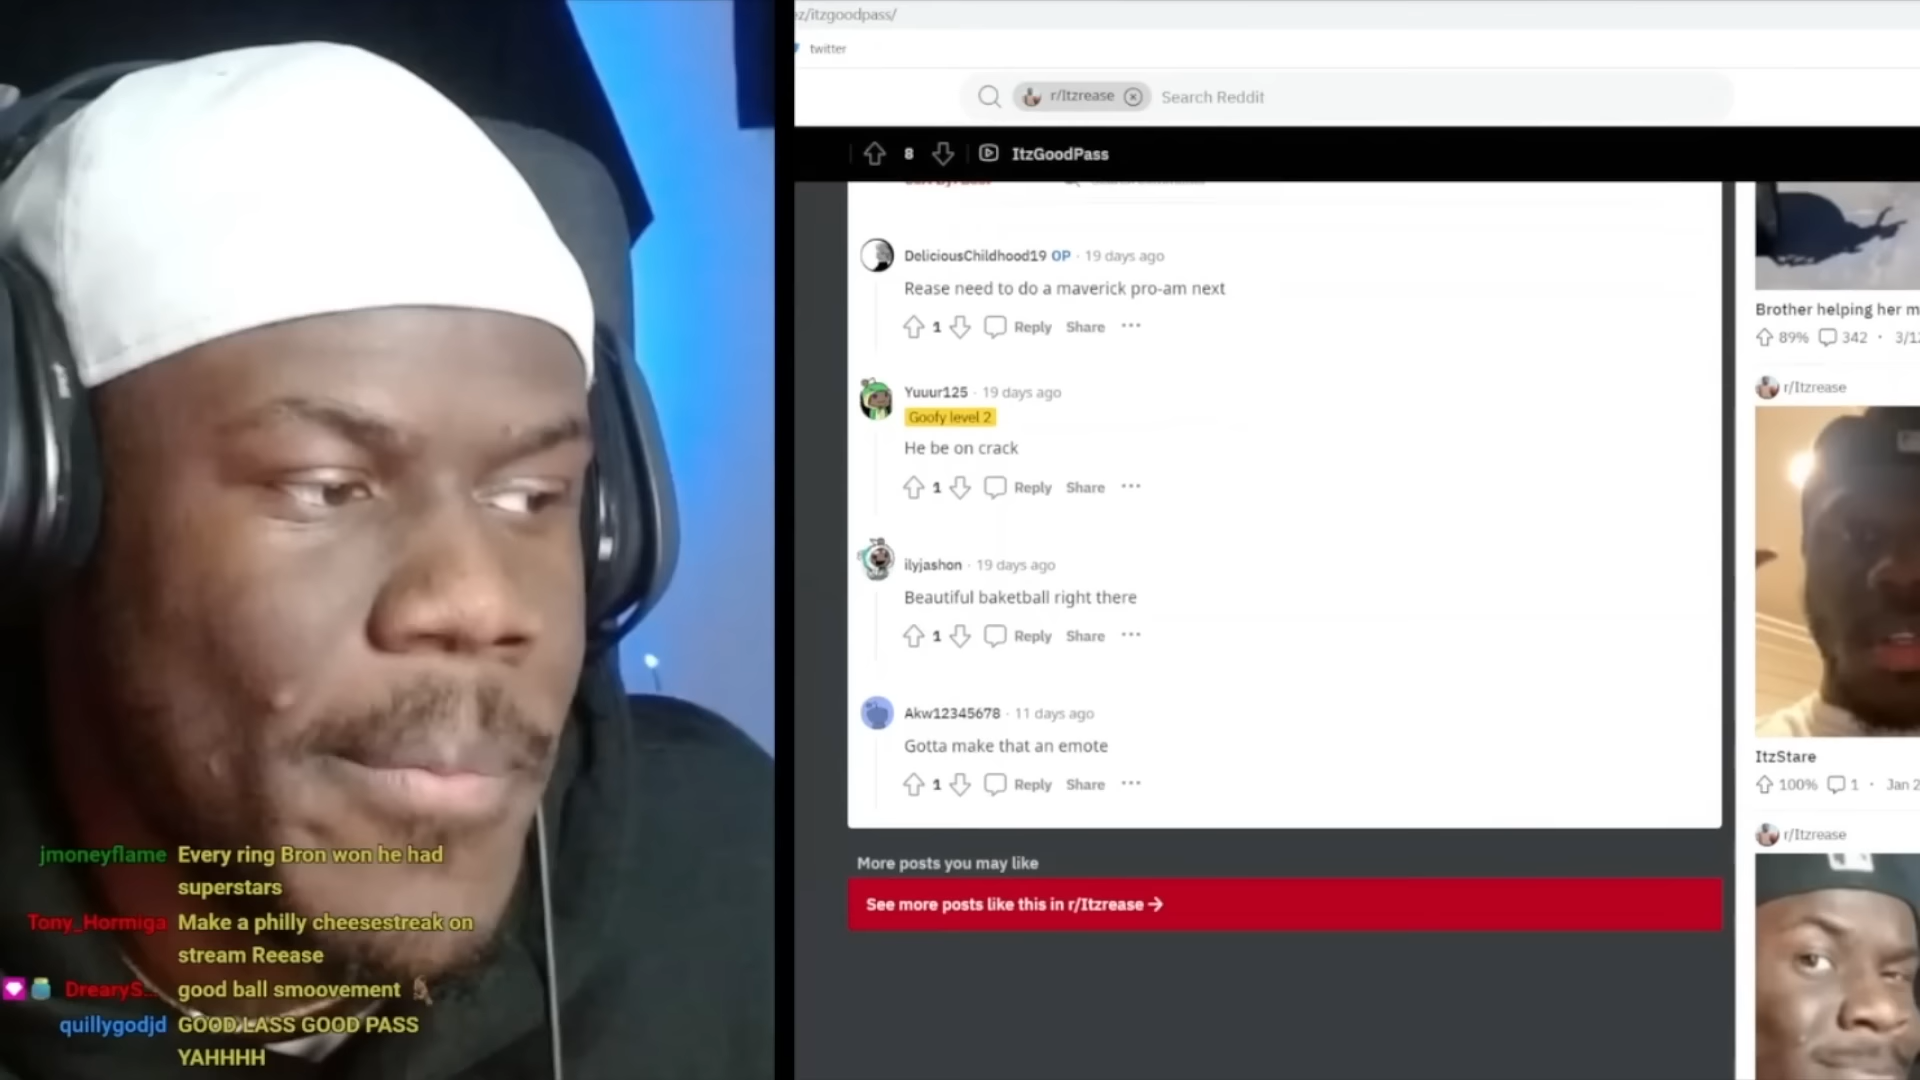 z/itzgoodpass/
twitter
r/Itzrease
Search Reddit
8
ItzGoodPass
DeliciousChildhood19 OP · 19 days ago
Rease need to do a maverick pro-am next
1 Reply Share ...
Yuuur125 · 19 days ago
Goofy level 2
He be on crack
1 Reply Share ...
ilyjashon · 19 days ago
Beautiful baketball right there
1 Reply Share ...
Akw12345678 · 11 days ago
Gotta make that an emote
1 Reply Share ...
More posts you may like
See more posts like this in r/Itzrease →
Brother helping her m
89% 342 · 3/12
r/Itzrease
ItzStare
100% 1 · Jan 2
r/Itzrease
jmoneyflame Every ring Bron won he had
superstars
Tony_Hormiga Make a philly cheesestreak on
stream Reease
DrearyS... good ball smoovement
quillygodjd GOOD LASS GOOD PASS
YAHHHH